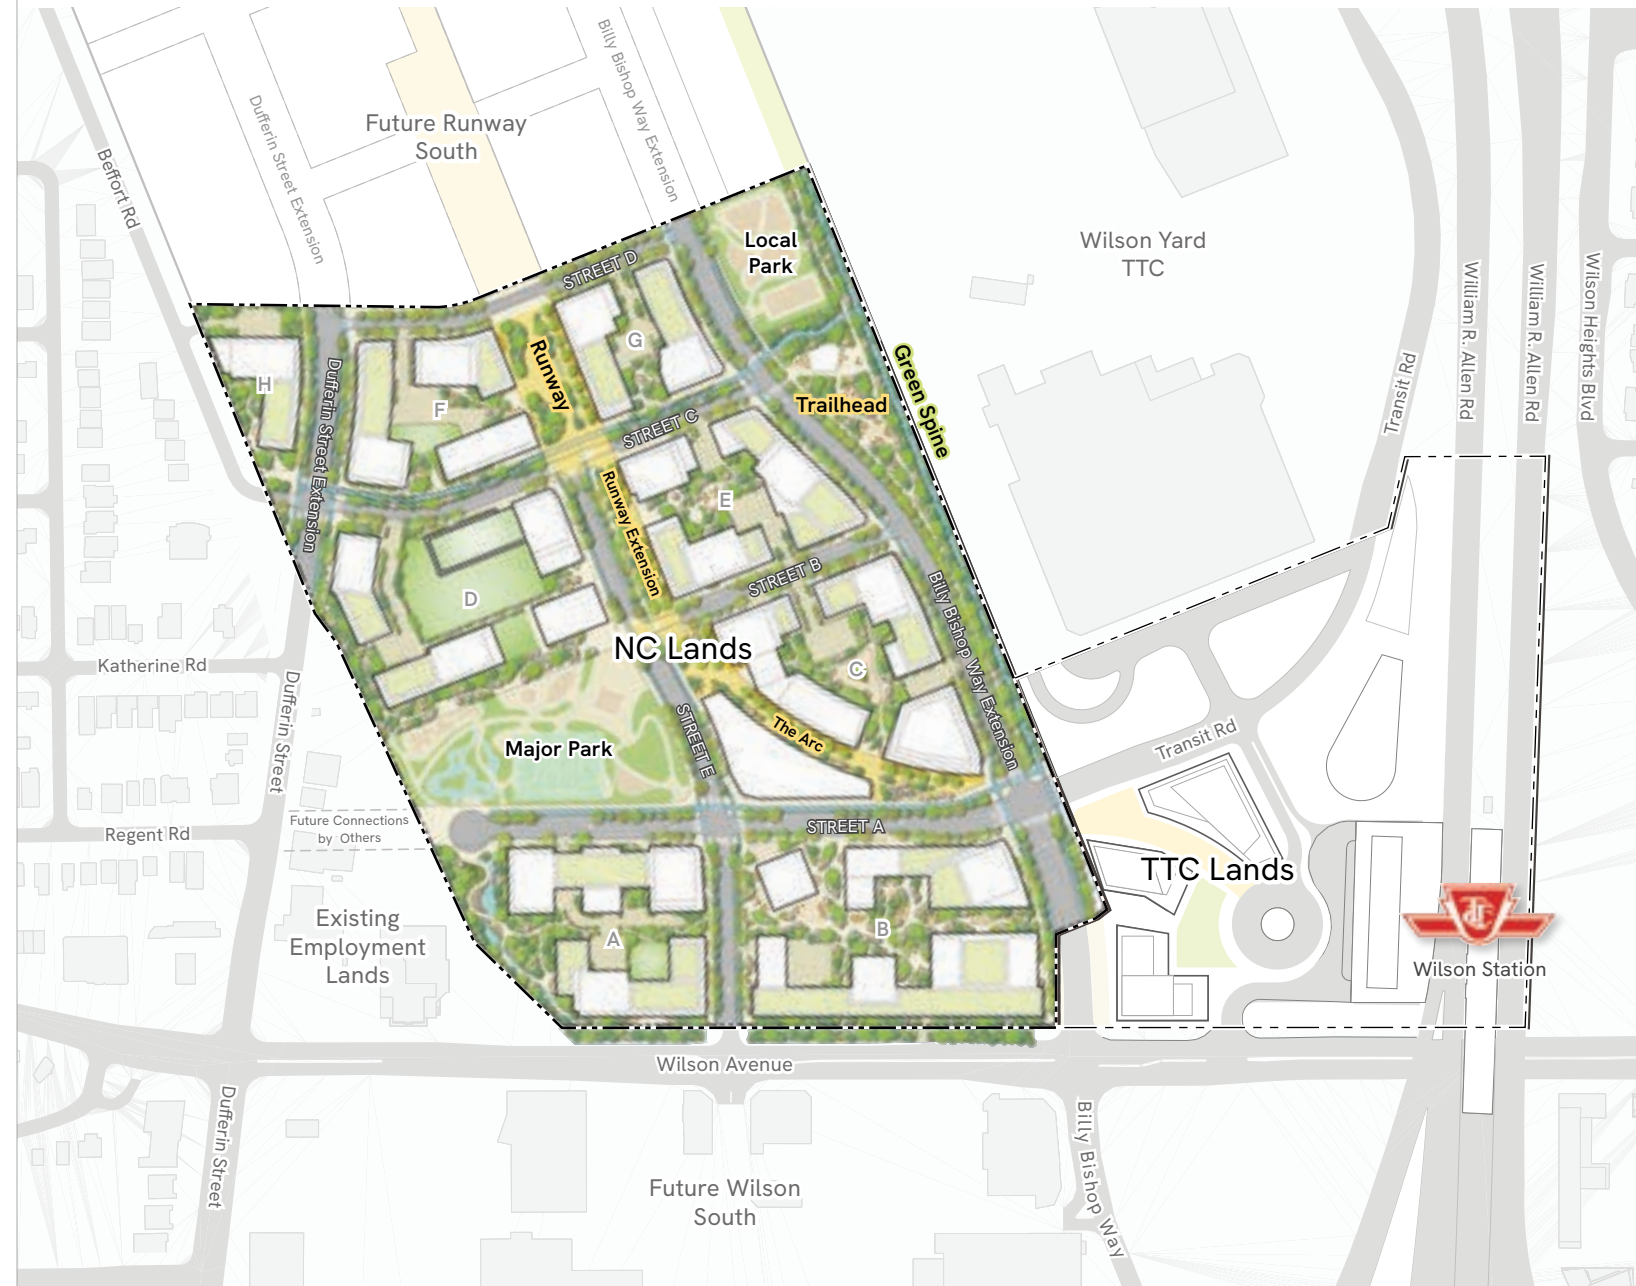 Billy Bishop Way Extension
Dufferin Street Extension
Future Runway
South
Beffort Rd
Local
Park
Wilson Yard
TTC
STREET D
William R. Allen Rd
William R. Allen Rd
Wilson Heights Blvd
G
Runway
H
Dufferin Street Extension
F
Trailhead
Green Spine
Transit Rd
STREET C
Runway Extension
E
STREET B
D
Billy Bishop Way Extension
NC Lands
Katherine Rd
C
Dufferin Street
STREET E
The Arc
Major Park
Transit Rd
Future Connections
by Others
Regent Rd
STREET A
TTC Lands
Existing
Employment
Lands
A
B
TTC
Wilson Station
Wilson Avenue
Dufferin Street
Billy Bishop Way
Future Wilson
South